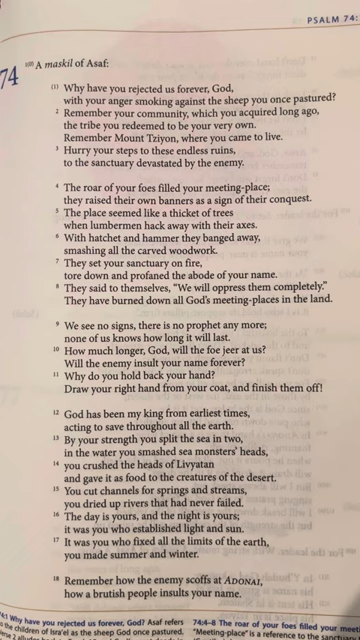 PSALM 74:
74
(0) A maskil of Asaf:
(1) Why have you rejected us forever, God,
with your anger smoking against the sheep you once pastured?
2 Remember your community, which you acquired long ago,
the tribe you redeemed to be your very own.
Remember Mount Tziyon, where you came to live.
3 Hurry your steps to these endless ruins,
to the sanctuary devastated by the enemy.
4 The roar of your foes filled your meeting-place;
they raised their own banners as a sign of their conquest.
5 The place seemed like a thicket of trees
when lumbermen hack away with their axes.
6 With hatchet and hammer they banged away,
smashing all the carved woodwork.
7 They set your sanctuary on fire,
tore down and profaned the abode of your name.
8 They said to themselves, “We will oppress them completely.”
They have burned down all God's meeting-places in the land.
9 We see no signs, there is no prophet any more;
none of us knows how long it will last.
10 How much longer, God, will the foe jeer at us?
Will the enemy insult your name forever?
11 Why do you hold back your hand?
Draw your right hand from your coat, and finish them off!
12 God has been my king from earliest times,
acting to save throughout all the earth.
13 By your strength you split the sea in two,
in the water you smashed sea monsters' heads,
14 you crushed the heads of Livyatan
and gave it as food to the creatures of the desert.
15 You cut channels for springs and streams,
you dried up rivers that had never failed.
16 The day is yours, and the night is yours;
it was you who established light and sun.
17 It was you who fixed all the limits of the earth,
you made summer and winter.
18 Remember how the enemy scoffs at ADONAI,
how a brutish people insults your name.
74:1 Why have you rejected us forever, God? Asaf refers
to the children of Isra'el as the sheep God once pastured.
74:4–8 The roar of your foes filled your
"Meeting-place" is a reference to the